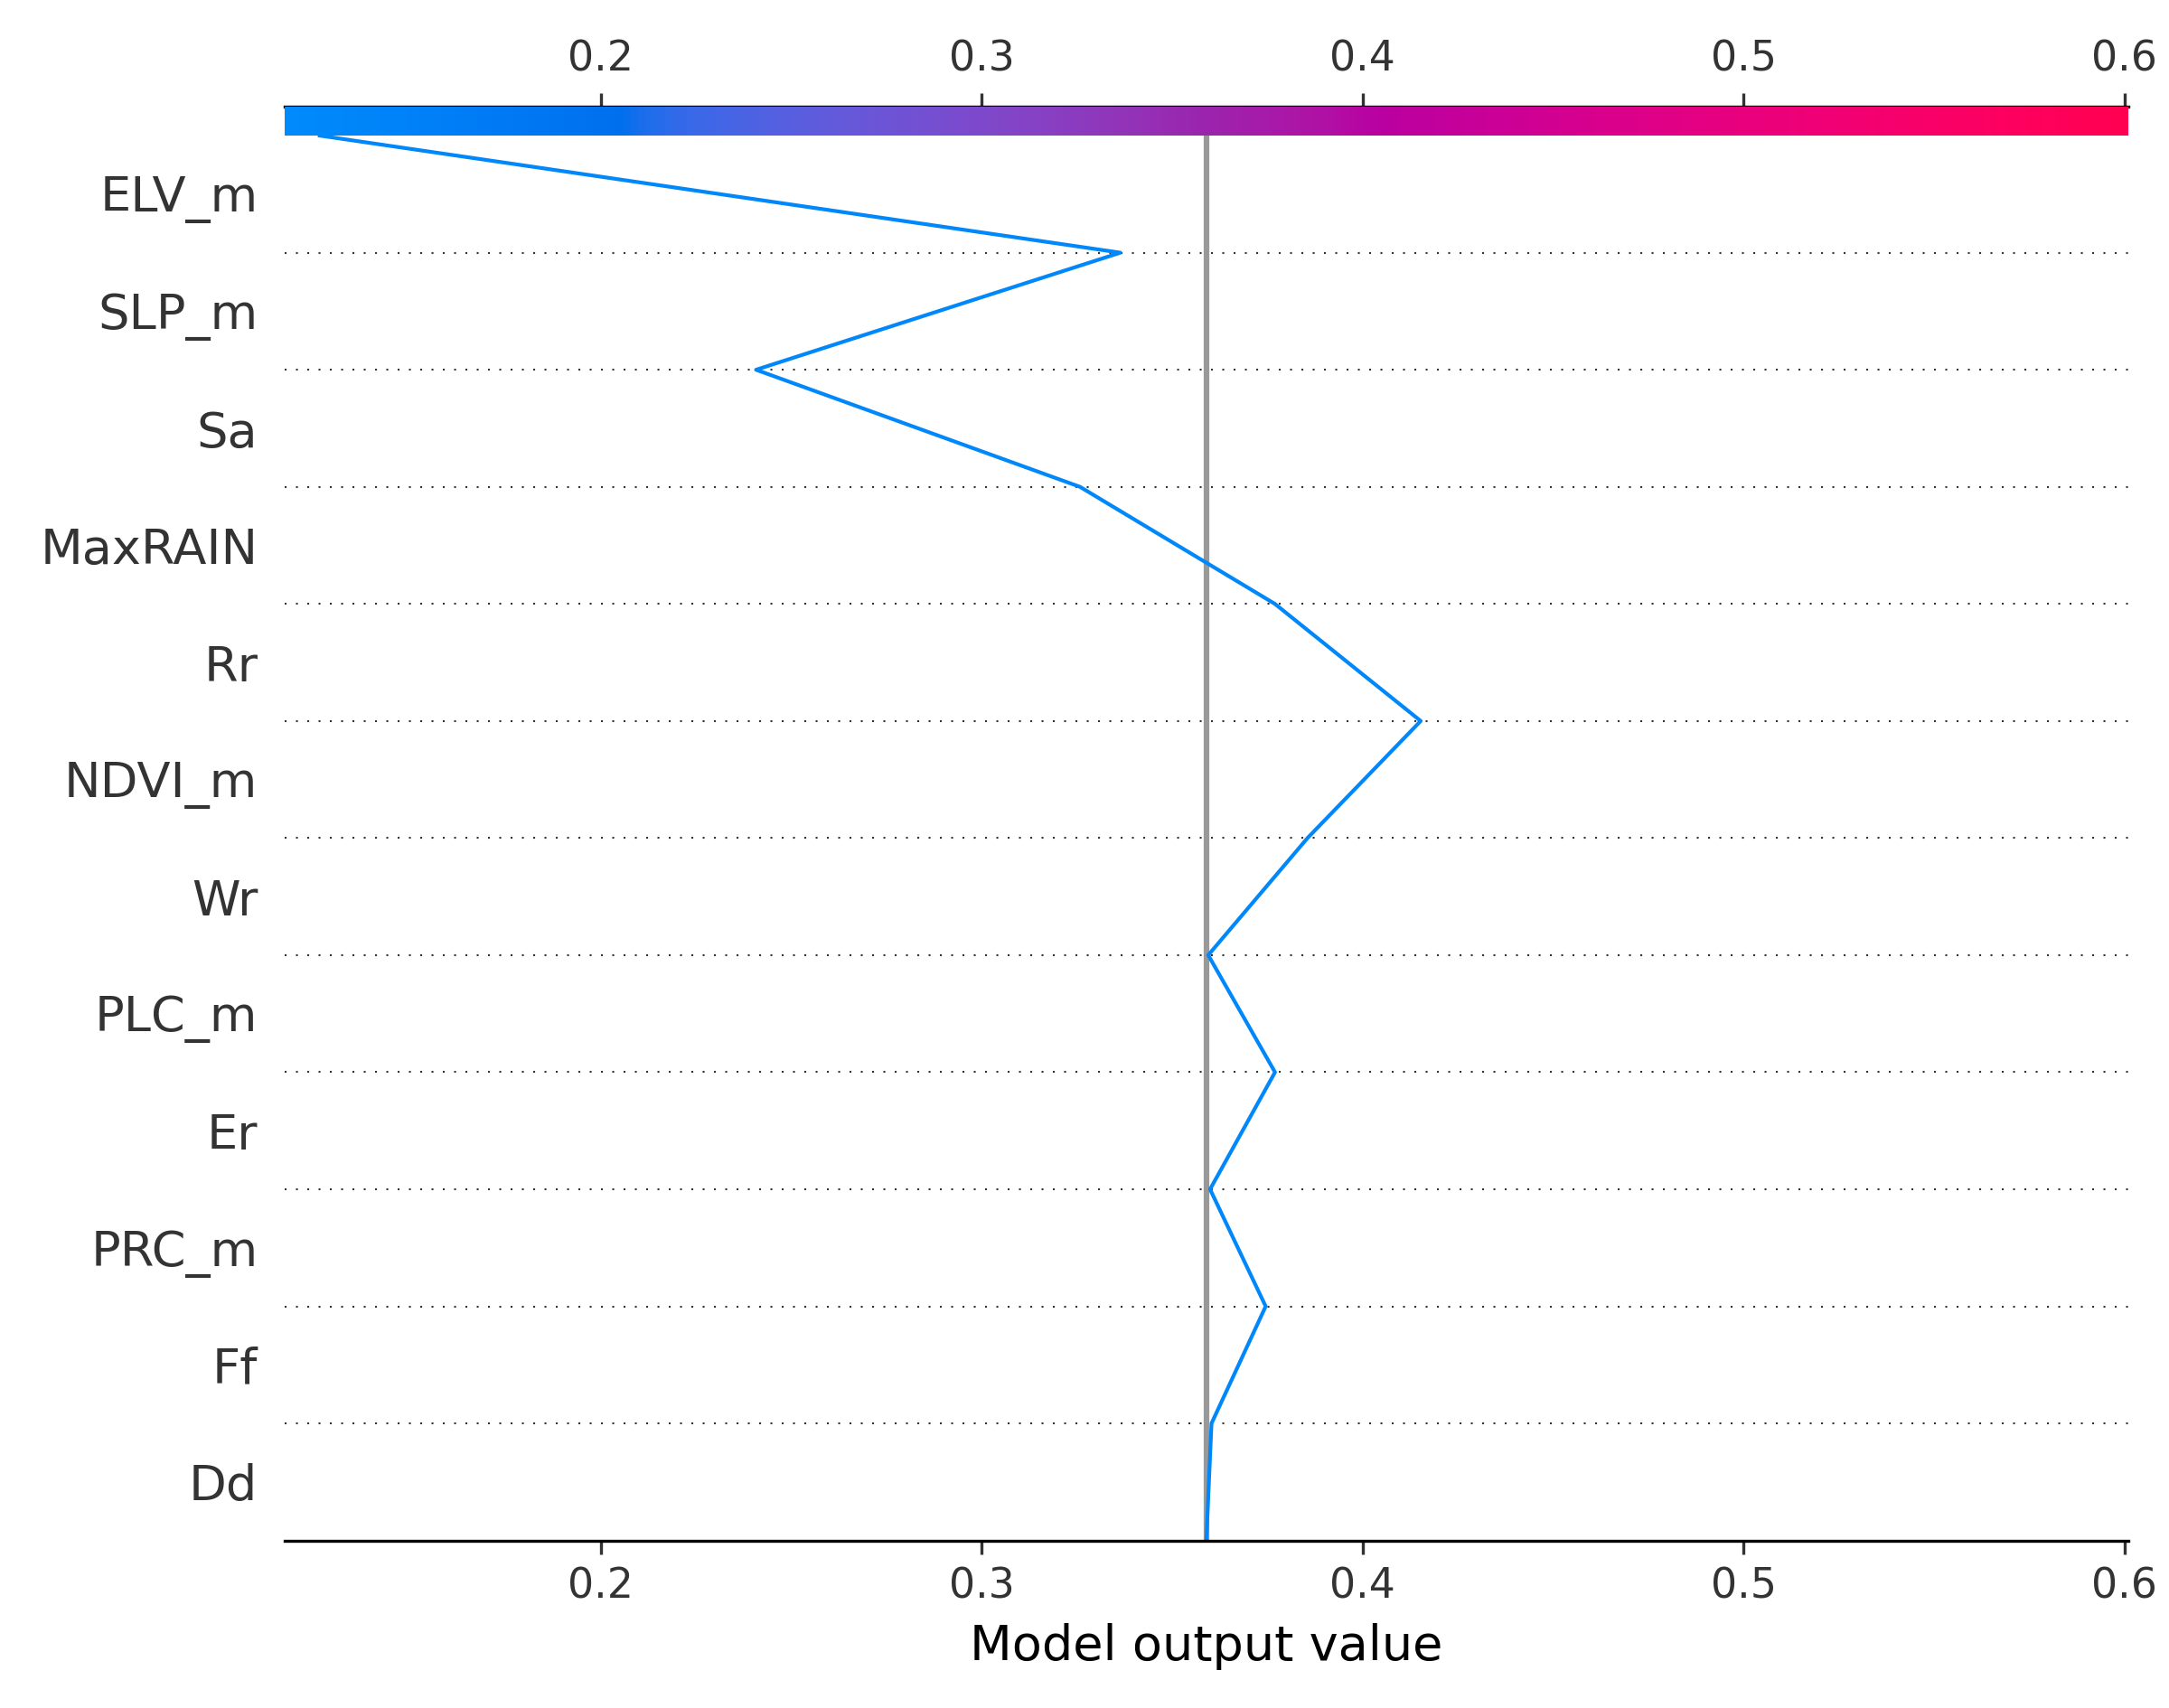 0.2 0.3 0.4 0.5 0.6
ELV_m
SLP_m
Sa
MaxRAIN
Rr
NDVI_m
Wr
PLC_m
Er
PRC_m
Ff
Dd
0.2 0.3 0.4 0.5 0.6
Model output value